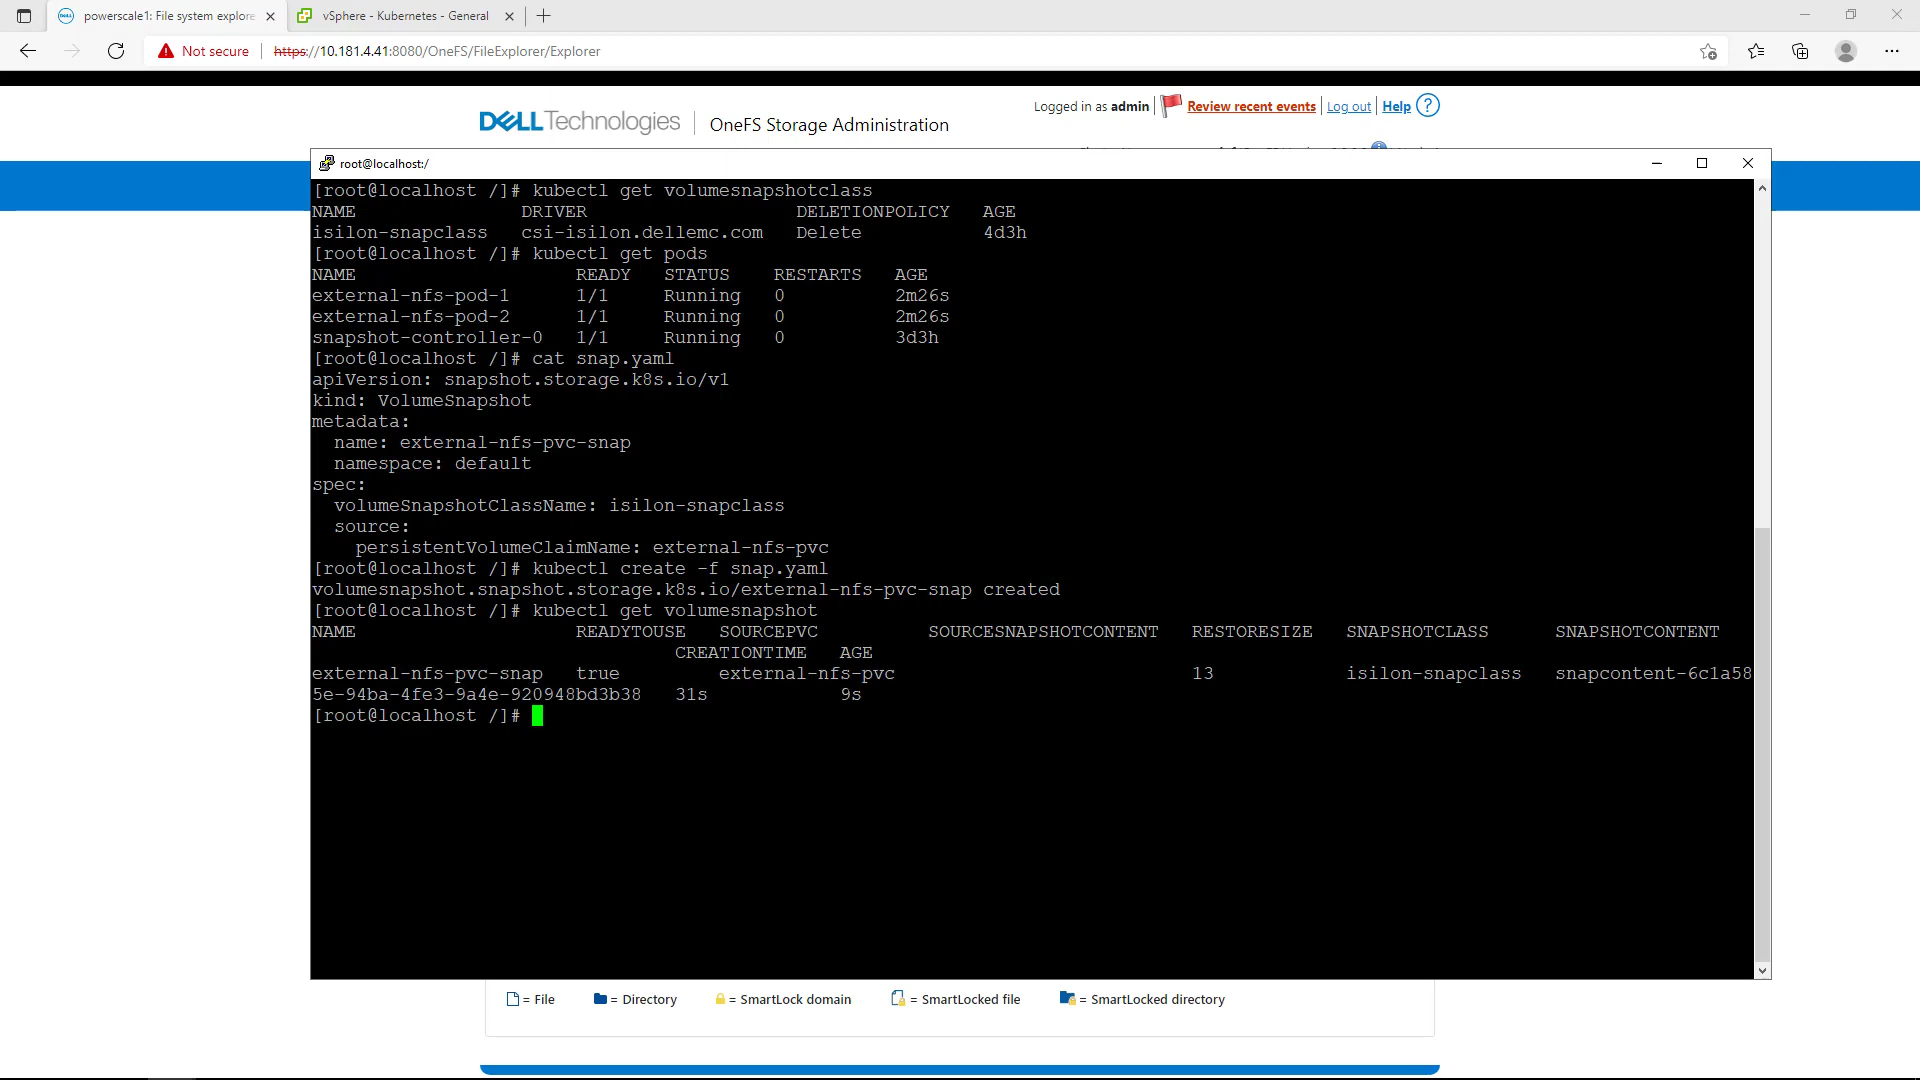 powerscale1: File system explore
vSphere - Kubernetes - General
Not secure
https://10.181.4.41:8080/OneFS/FileExplorer/Explorer
Logged in as admin
Review recent events
Log out
Help
DELL Technologies
OneFS Storage Administration
root@localhost:/
[root@localhost /]# kubectl get volumesnapshotclass
NAME DRIVER DELETIONPOLICY AGE
isilon-snapclass csi-isilon.dellemc.com Delete 4d3h
[root@localhost /]# kubectl get pods
NAME READY STATUS RESTARTS AGE
external-nfs-pod-1 1/1 Running 0 2m26s
external-nfs-pod-2 1/1 Running 0 2m26s
snapshot-controller-0 1/1 Running 0 3d3h
[root@localhost /]# cat snap.yaml
apiVersion: snapshot.storage.k8s.io/v1
kind: VolumeSnapshot
metadata:
  name: external-nfs-pvc-snap
  namespace: default
spec:
  volumeSnapshotClassName: isilon-snapclass
  source:
    persistentVolumeClaimName: external-nfs-pvc
[root@localhost /]# kubectl create -f snap.yaml
volumesnapshot.snapshot.storage.k8s.io/external-nfs-pvc-snap created
[root@localhost /]# kubectl get volumesnapshot
NAME READYTOUSE SOURCEPVC SOURCESNAPSHOTCONTENT RESTORESIZE SNAPSHOTCLASS SNAPSHOTCONTENT
CREATIONTIME AGE
external-nfs-pvc-snap true external-nfs-pvc 13 isilon-snapclass snapcontent-6c1a58
5e-94ba-4fe3-9a4e-920948bd3b38 31s 9s
[root@localhost /]#
= File
= Directory
= SmartLock domain
= SmartLocked file
= SmartLocked directory